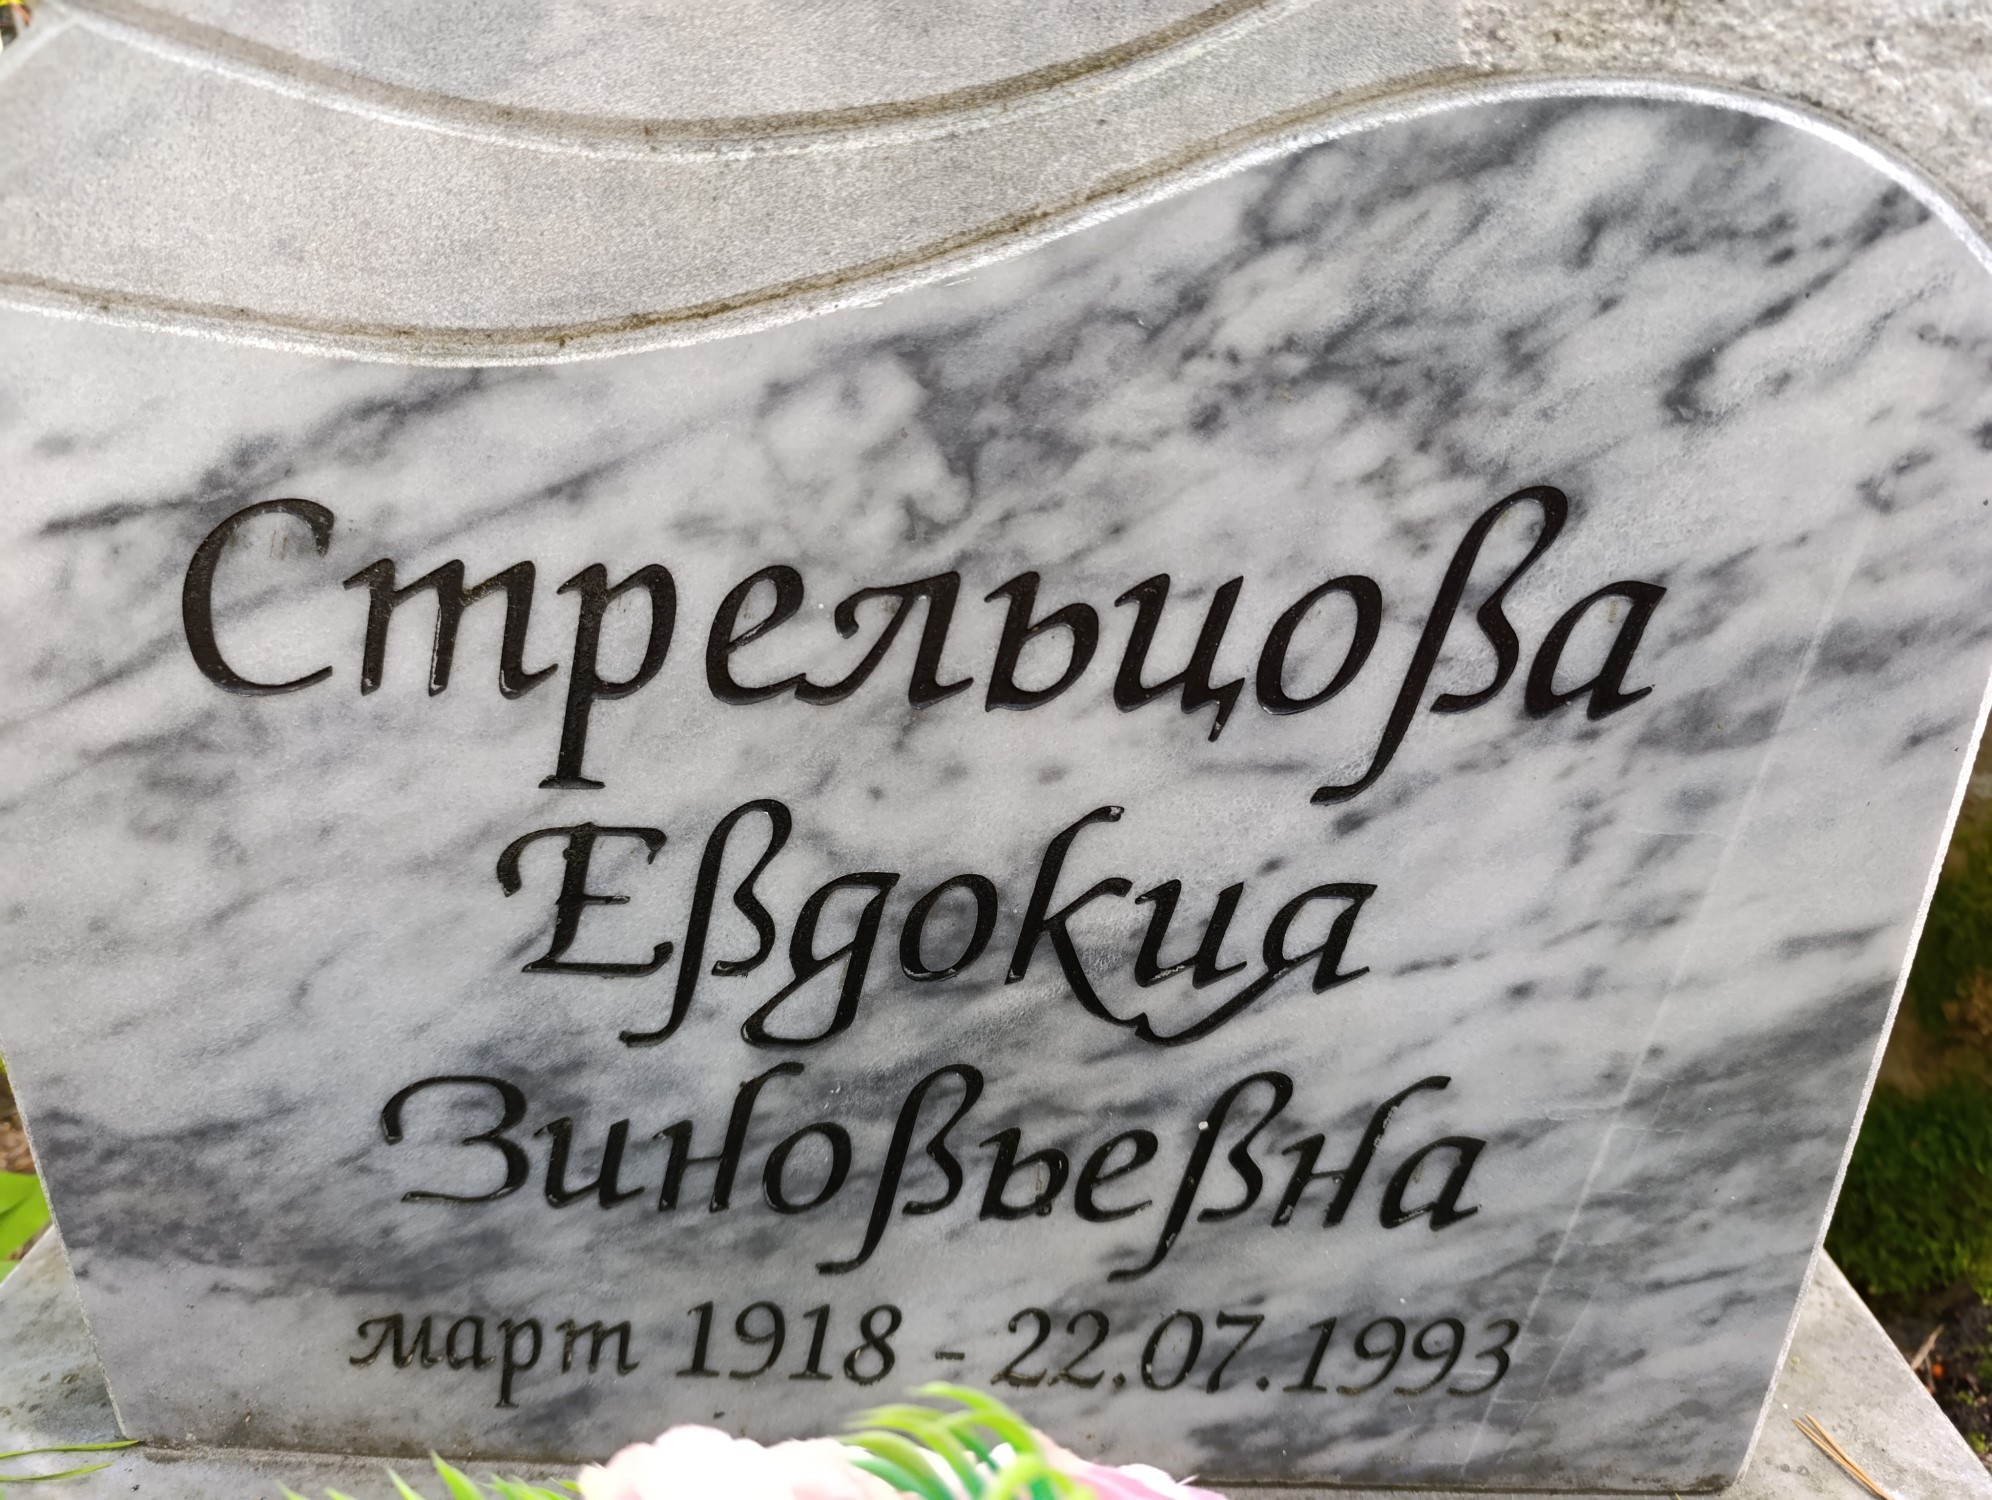 Стрельцова
Евдокия
Зиновьевна
март 1918 - 22.07.1993